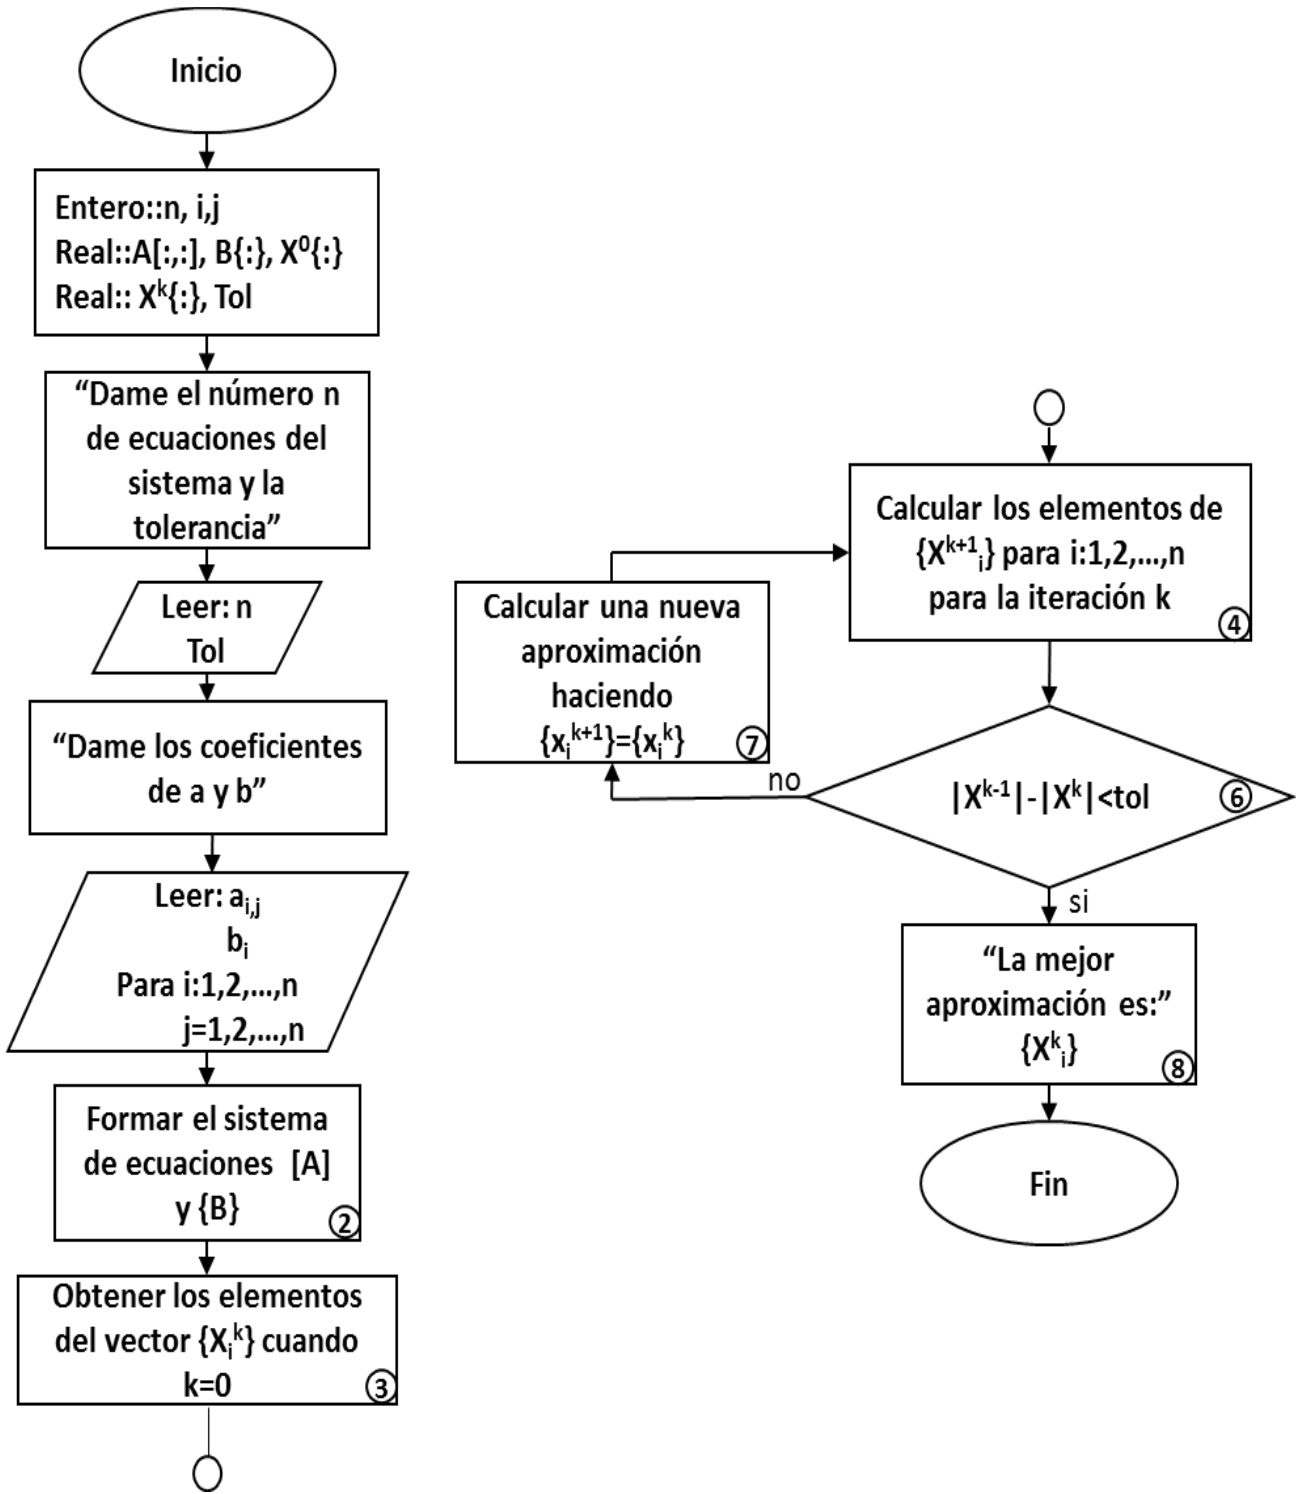 Inicio
Entero::n, i,j
Real::A[:,:], B{:}, X⁰{:}
Real:: Xᵏ{:}, Tol
“Dame el número n
de ecuaciones del
sistema y la
tolerancia”
Leer: n
Tol
“Dame los coeficientes
de a y b”
Leer: aᵢ,ⱼ
bᵢ
Para i:1,2,...,n
j=1,2,...,n
Formar el sistema
de ecuaciones [A]
y {B}
2
Obtener los elementos
del vector {Xᵢᵏ} cuando
k=0
3
Calcular los elementos de
{Xᵏ⁺¹ᵢ} para i:1,2,...,n
para la iteración k
4
Calcular una nueva
aproximación
haciendo
{xᵢᵏ⁺¹}={xᵢᵏ}
7
no
|Xᵏ⁻¹|-|Xᵏ|<tol
6
si
“La mejor
aproximación es:”
{Xᵏᵢ}
8
Fin